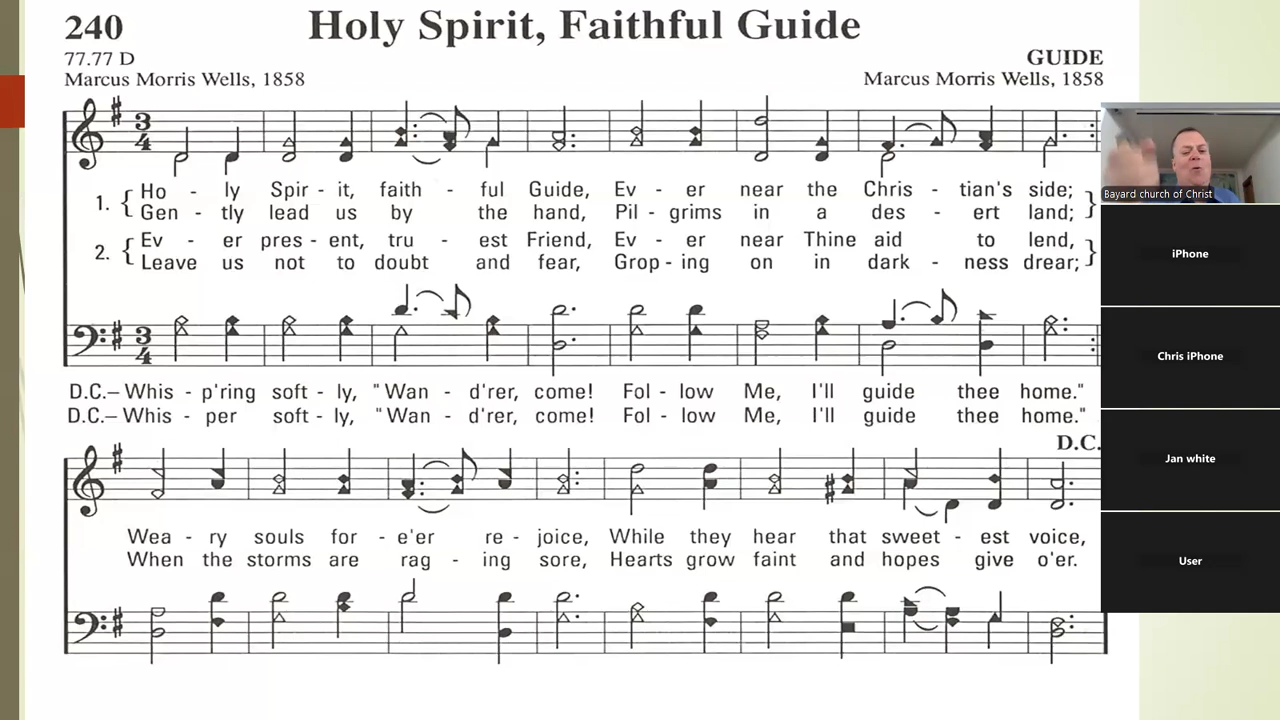 240
Holy Spirit, Faithful Guide
77.77 D
GUIDE
Marcus Morris Wells, 1858
Marcus Morris Wells, 1858
3
4
1. { Ho - ly Spir - it, faith - ful Guide, Ev - er near the Chris - tian's side;
Gen - tly lead us by the hand, Pil - grims in a des - ert land; }
2. { Ev - er pres - ent, tru - est Friend, Ev - er near Thine aid to lend,
Leave us not to doubt and fear, Grop - ing on in dark - ness drear; }
3
4
D.C.– Whis - p'ring soft - ly, "Wan - d'rer, come! Fol - low Me, I'll guide thee home."
D.C.– Whis - per soft - ly, "Wan - d'rer, come! Fol - low Me, I'll guide thee home."
D.C.
Wea - ry souls for - e'er re - joice, While they hear that sweet - est voice,
When the storms are rag - ing sore, Hearts grow faint and hopes give o'er.
Bayard church of Christ
iPhone
Chris iPhone
Jan white
User